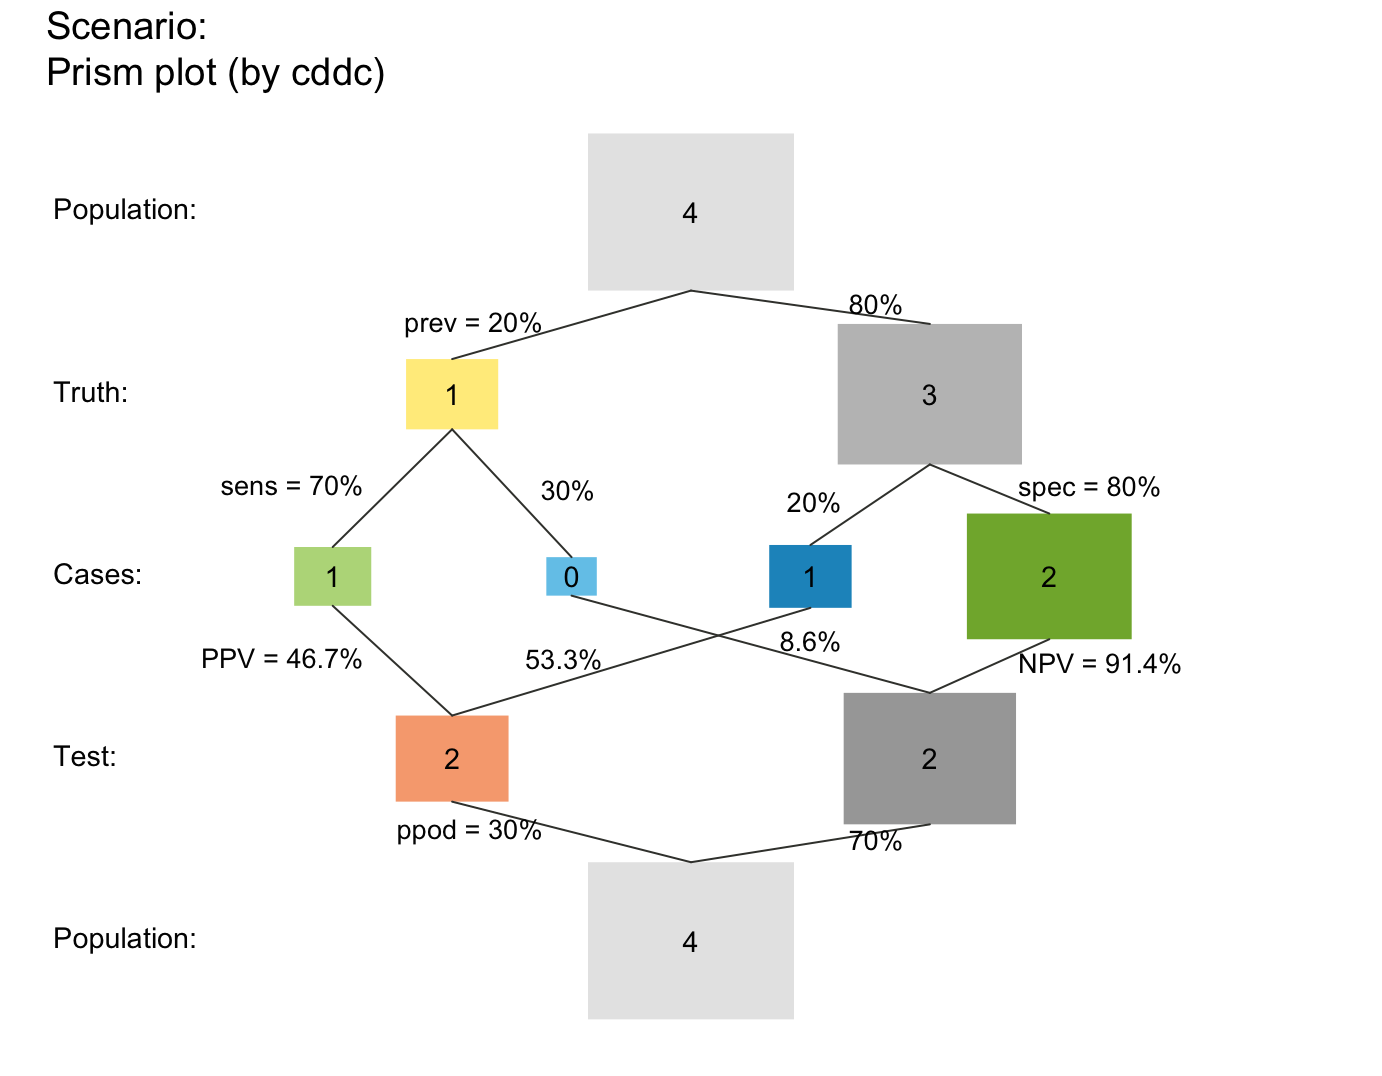 Scenario:
Prism plot (by cddc)
Population:
4
prev = 20%
80%
Truth:
1
3
sens = 70%
30%
20%
spec = 80%
Cases:
1
0
1
2
PPV = 46.7%
53.3%
8.6%
NPV = 91.4%
Test:
2
2
ppod = 30%
70%
Population:
4